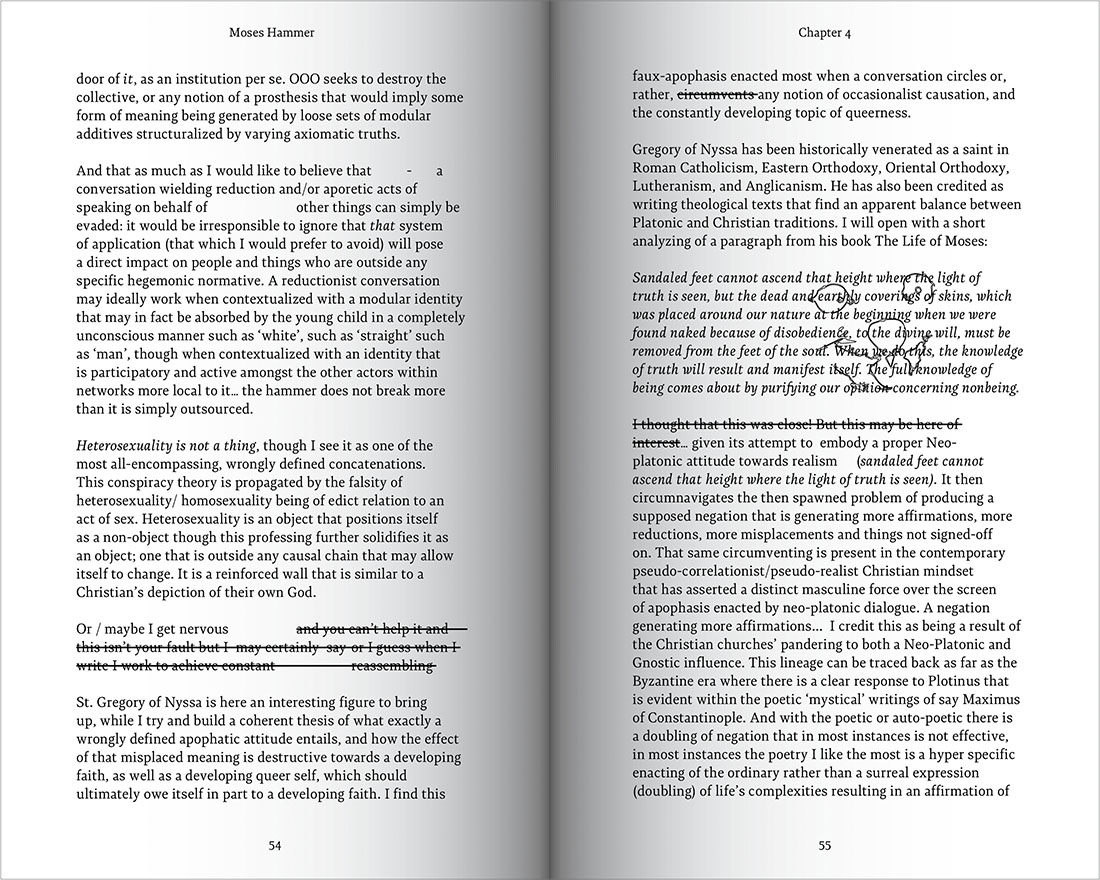 Moses Hammer
door of it, as an institution per se. OOO seeks to destroy the
collective, or any notion of a prosthesis that would imply some
form of meaning being generated by loose sets of modular
additives structuralized by varying axiomatic truths.
And that as much as I would like to believe that - a
conversation wielding reduction and/or aporetic acts of
speaking on behalf of other things can simply be
evaded: it would be irresponsible to ignore that that system
of application (that which I would prefer to avoid) will pose
a direct impact on people and things who are outside any
specific hegemonic normative. A reductionist conversation
may ideally work when contextualized with a modular identity
that may in fact be absorbed by the young child in a completely
unconscious manner such as ‘white’, such as ‘straight’ such
as ‘man’, though when contextualized with an identity that
is participatory and active amongst the other actors within
networks more local to it… the hammer does not break more
than it is simply outsourced.
Heterosexuality is not a thing, though I see it as one of the
most all-encompassing, wrongly defined concatenations.
This conspiracy theory is propagated by the falsity of
heterosexuality/ homosexuality being of edict relation to an
act of sex. Heterosexuality is an object that positions itself
as a non-object though this professing further solidifies it as
an object; one that is outside any causal chain that may allow
itself to change. It is a reinforced wall that is similar to a
Christian’s depiction of their own God.
Or / maybe I get nervous and you can’t help it and
this isn’t your fault but I may certainly say or I guess when I
write I work to achieve constant reassembling
St. Gregory of Nyssa is here an interesting figure to bring
up, while I try and build a coherent thesis of what exactly a
wrongly defined apophatic attitude entails, and how the effect
of that misplaced meaning is destructive towards a developing
faith, as well as a developing queer self, which should
ultimately owe itself in part to a developing faith. I find this
54
Chapter 4
faux-apophasis enacted most when a conversation circles or,
rather, circumvents any notion of occasionalist causation, and
the constantly developing topic of queerness.
Gregory of Nyssa has been historically venerated as a saint in
Roman Catholicism, Eastern Orthodoxy, Oriental Orthodoxy,
Lutheranism, and Anglicanism. He has also been credited as
writing theological texts that find an apparent balance between
Platonic and Christian traditions. I will open with a short
analyzing of a paragraph from his book The Life of Moses:
Sandaled feet cannot ascend that height where the light of
truth is seen, but the dead and earthly coverings of skins, which
was placed around our nature at the beginning when we were
found naked because of disobedience, to the divine will, must be
removed from the feet of the soul. When we do this, the knowledge
of truth will result and manifest itself. The full knowledge of
being comes about by purifying our opinion concerning nonbeing.
I thought that this was close! But this may be here of
interest… given its attempt to embody a proper Neo-
platonic attitude towards realism (sandaled feet cannot
ascend that height where the light of truth is seen). It then
circumnavigates the then spawned problem of producing a
supposed negation that is generating more affirmations, more
reductions, more misplacements and things not signed-off
on. That same circumventing is present in the contemporary
pseudo-correlationist/pseudo-realist Christian mindset
that has asserted a distinct masculine force over the screen
of apophasis enacted by neo-platonic dialogue. A negation
generating more affirmations… I credit this as being a result of
the Christian churches’ pandering to both a Neo-Platonic and
Gnostic influence. This lineage can be traced back as far as the
Byzantine era where there is a clear response to Plotinus that
is evident within the poetic ‘mystical’ writings of say Maximus
of Constantinople. And with the poetic or auto-poetic there is
a doubling of negation that in most instances is not effective,
in most instances the poetry I like the most is a hyper specific
enacting of the ordinary rather than a surreal expression
(doubling) of life’s complexities resulting in an affirmation of
55